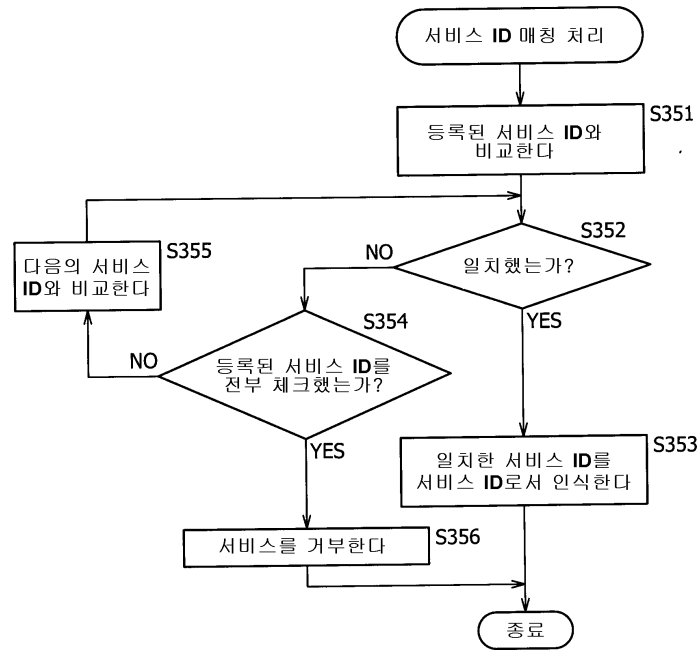 서비스 ID 매칭 처리
S351
등록된 서비스 ID와
비교한다
S352
일치했는가?
NO
YES
S355
다음의 서비스
ID와 비교한다
S354
등록된 서비스 ID를
전부 체크했는가?
NO
YES
S353
일치한 서비스 ID를
서비스 ID로서 인식한다
S356
서비스를 거부한다
종료